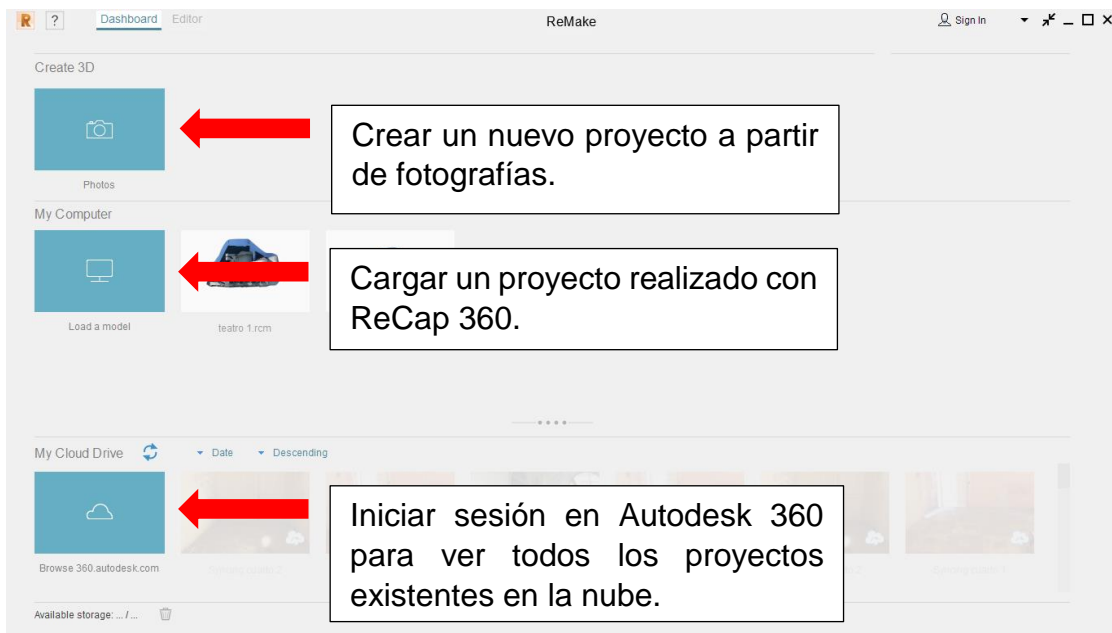 R ? Dashboard Editor ReMake Sign In
Create 3D
Crear un nuevo proyecto a partir
de fotografías.
Photos
My Computer
Cargar un proyecto realizado con
ReCap 360.
Load a model teatro 1.rcm
My Cloud Drive Date Descending
Iniciar sesión en Autodesk 360
para ver todos los proyectos
existentes en la nube.
Browse 360.autodesk.com
Available storage: ... / ...